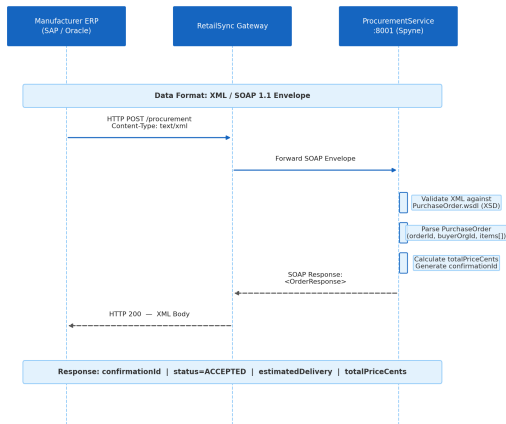 Manufacturer ERP
(SAP / Oracle)
RetailSync Gateway
ProcurementService
:8001 (Spyne)
Data Format: XML / SOAP 1.1 Envelope
HTTP POST /procurement
Content-Type: text/xml
Forward SOAP Envelope
Validate XML against
PurchaseOrder.wsdl (XSD)
Parse PurchaseOrder
(orderId, buyerOrgId, items[])
Calculate totalPriceCents
Generate confirmationId
SOAP Response:
<OrderResponse>
HTTP 200 — XML Body
Response: confirmationId | status=ACCEPTED | estimatedDelivery | totalPriceCents